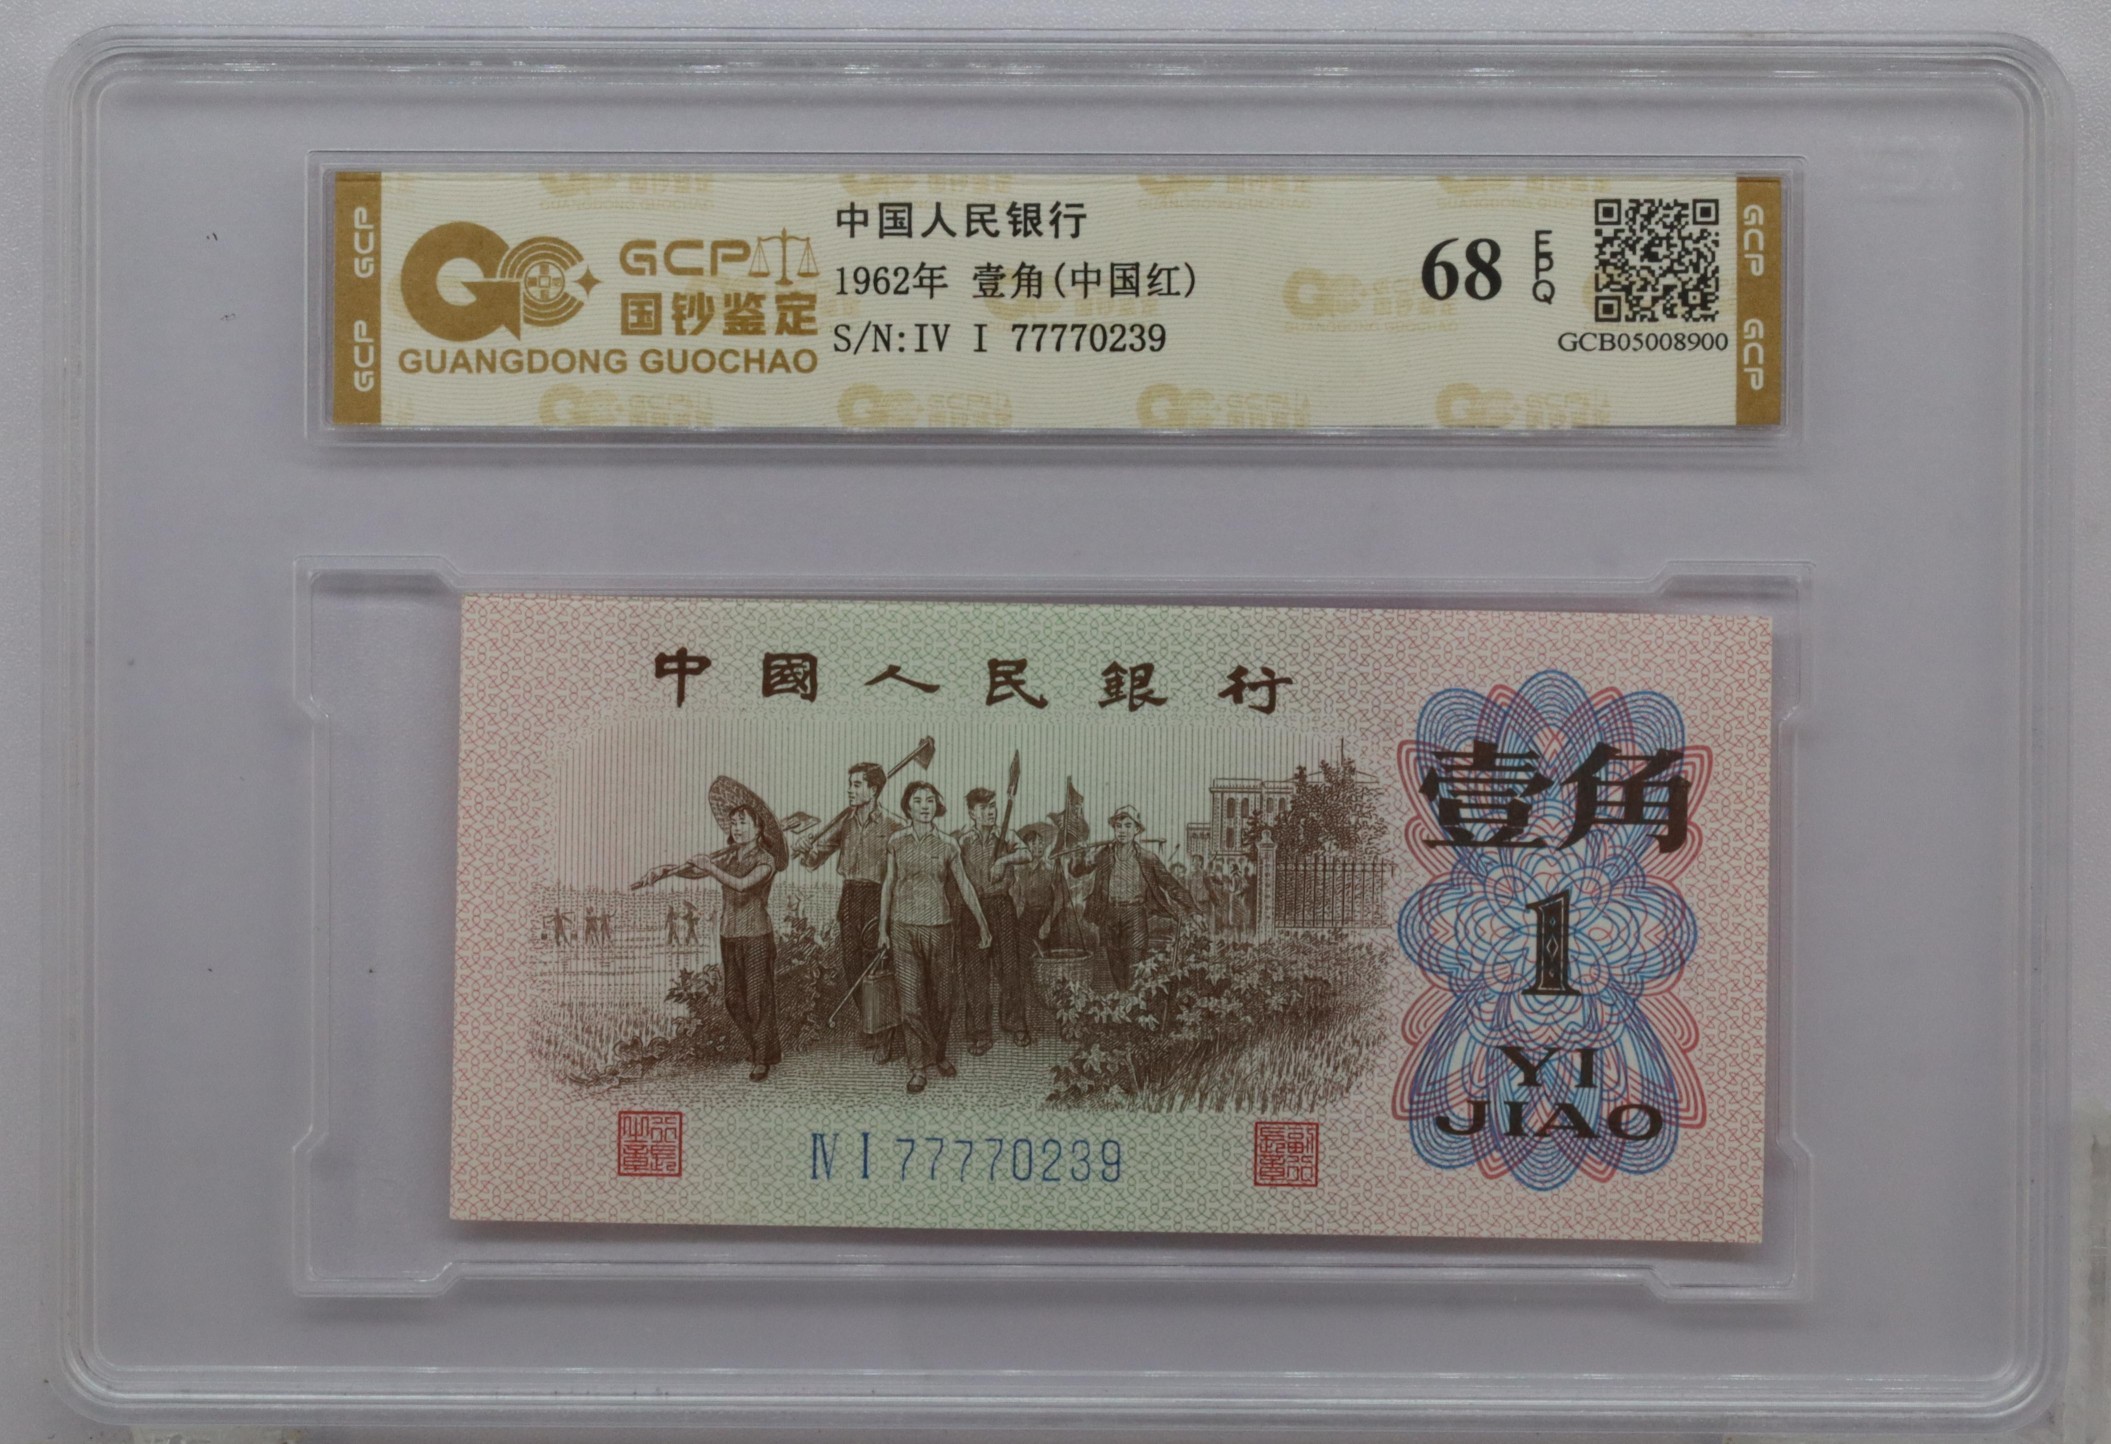 GCP
国钞鉴定
GUANGDONG GUOCHAO
中国人民银行
1962年 壹角(中国红)
S/N:IV I 77770239
68 EPQ
GCB05008900
GCP GCP
GCP GCP
中國人民銀行
壹角
1
YI
JIAO
IV I 77770239